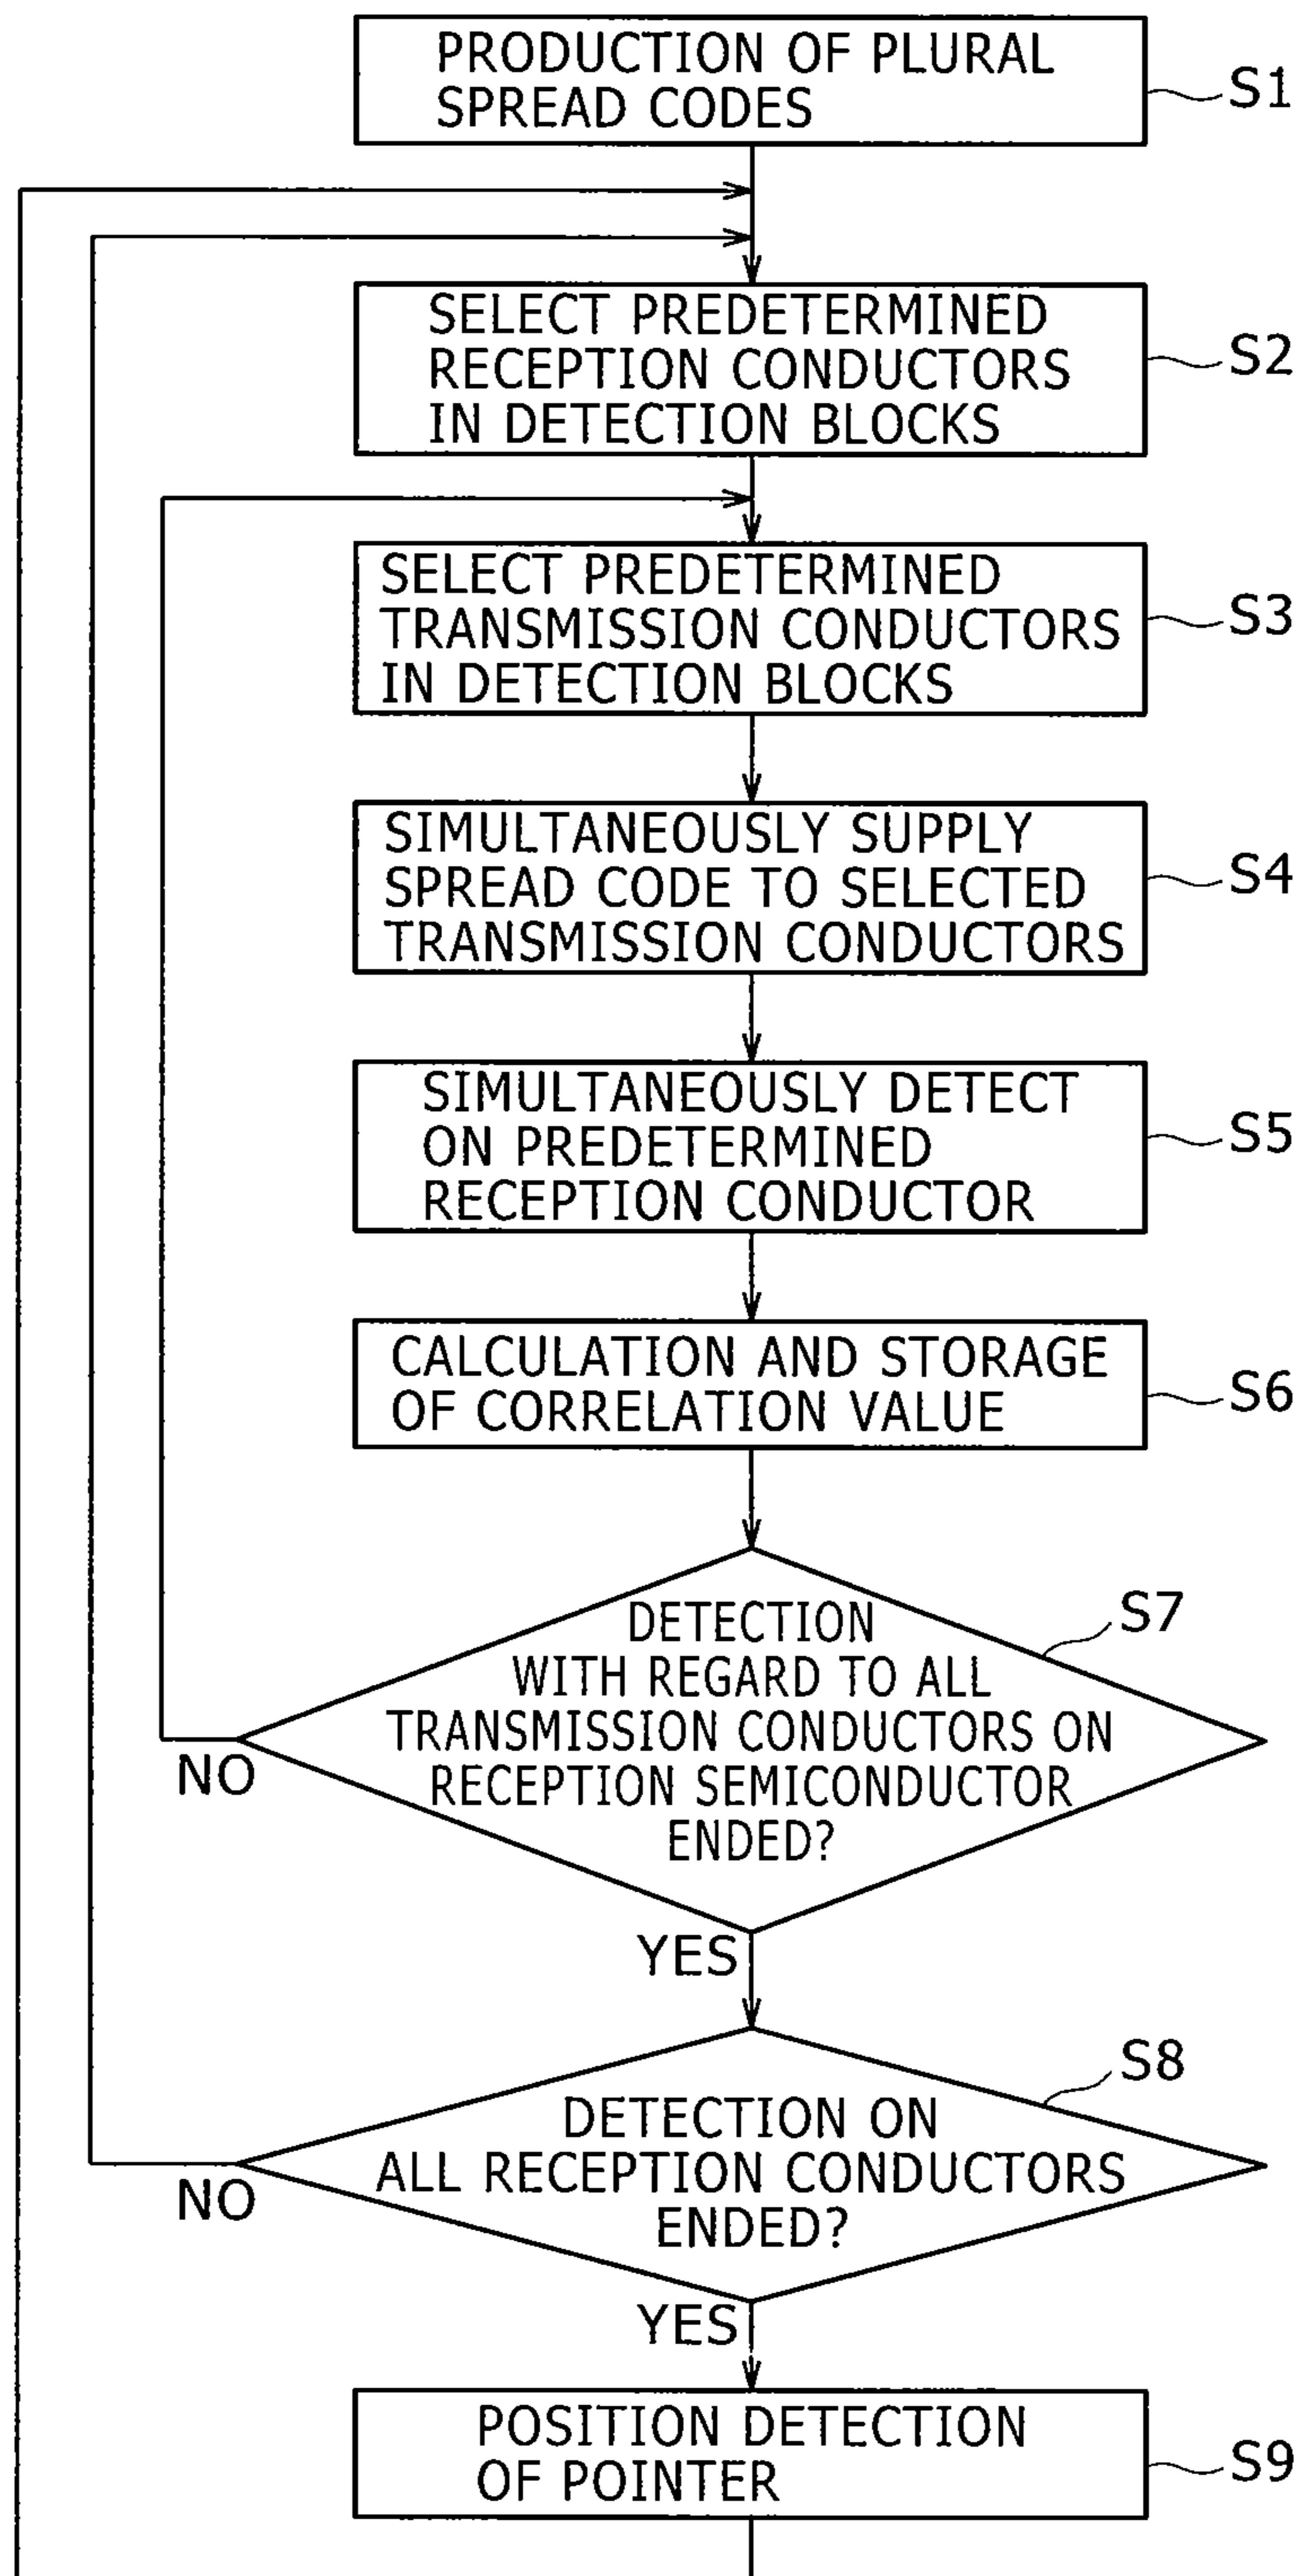 PRODUCTION OF PLURAL
SPREAD CODES
S1
SELECT PREDETERMINED
RECEPTION CONDUCTORS
IN DETECTION BLOCKS
S2
SELECT PREDETERMINED
TRANSMISSION CONDUCTORS
IN DETECTION BLOCKS
S3
SIMULTANEOUSLY SUPPLY
SPREAD CODE TO SELECTED
TRANSMISSION CONDUCTORS
S4
SIMULTANEOUSLY DETECT
ON PREDETERMINED
RECEPTION CONDUCTOR
S5
CALCULATION AND STORAGE
OF CORRELATION VALUE
S6
DETECTION
WITH REGARD TO ALL
TRANSMISSION CONDUCTORS ON
RECEPTION SEMICONDUCTOR
ENDED?
S7
NO
YES
DETECTION ON
ALL RECEPTION CONDUCTORS
ENDED?
S8
NO
YES
POSITION DETECTION
OF POINTER
S9